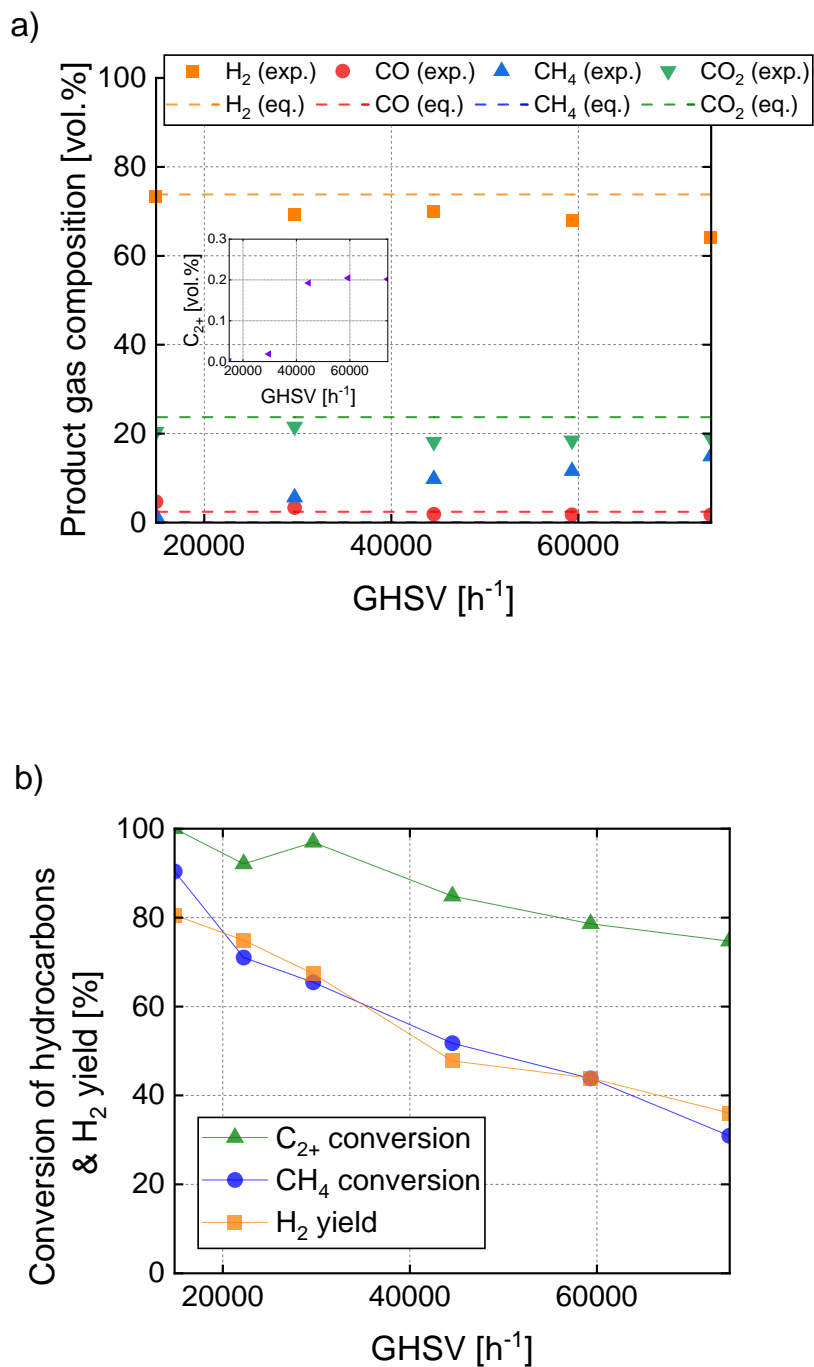 a)
H₂ (exp.) CO (exp.) CH₄ (exp.) CO₂ (exp.)
H₂ (eq.) CO (eq.) CH₄ (eq.) CO₂ (eq.)
Product gas composition [vol.%]
100
80
60
40
20
0
20000 40000 60000
GHSV [h⁻¹]
C₂₊ [vol.%]
0.3
0.2
0.1
0.0
20000 40000 60000
GHSV [h⁻¹]
b)
Conversion of hydrocarbons
& H₂ yield [%]
100
80
60
40
20
0
C₂₊ conversion
CH₄ conversion
H₂ yield
20000 40000 60000
GHSV [h⁻¹]